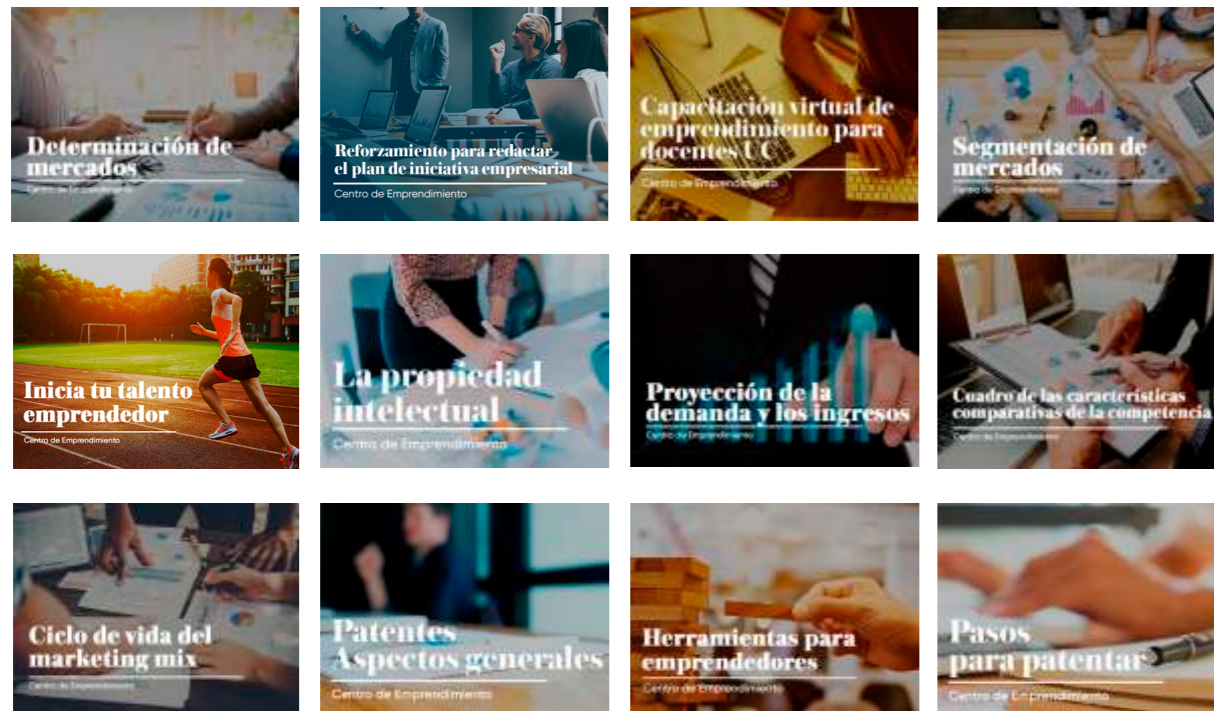 Determinación de
mercados
Centro de Emprendimiento
Reforzamiento para redactar
el plan de iniciativa empresarial
Centro de Emprendimiento
Capacitación virtual de
emprendimiento para
docentes UC
Centro de Emprendimiento
Segmentación de
mercados
Centro de Emprendimiento
Inicia tu talento
emprendedor
Centro de Emprendimiento
La propiedad
intelectual
Centro de Emprendimiento
Proyección de la
demanda y los ingresos
Centro de Emprendimiento
Cuadro de las características
comparativas de la competencia
Centro de Emprendimiento
Ciclo de vida del
marketing mix
Centro de Emprendimiento
Patentes
Aspectos generales
Centro de Emprendimiento
Herramientas para
emprendedores
Centro de Emprendimiento
Pasos
para patentar
Centro de Emprendimiento